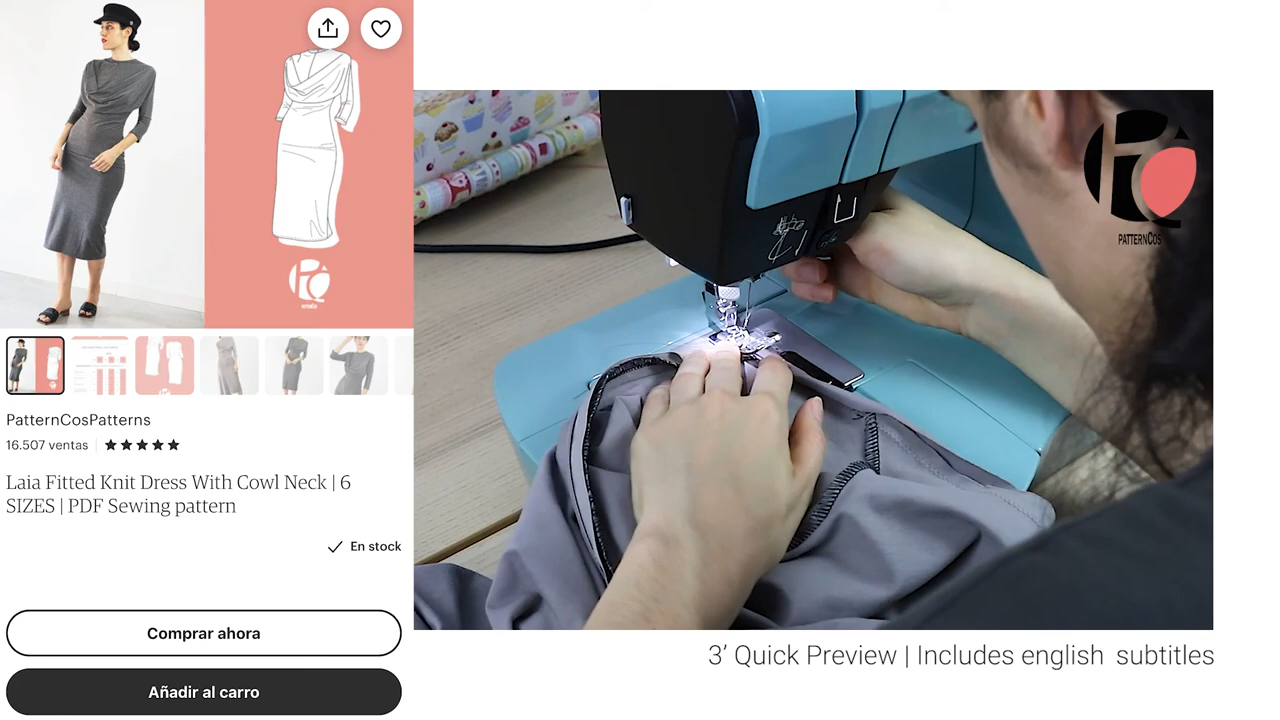 PatternCosPatterns
16.507 ventas
Laia Fitted Knit Dress With Cowl Neck | 6
SIZES | PDF Sewing pattern
En stock
Comprar ahora
Añadir al carro
PATTERNCOS
3’ Quick Preview | Includes english subtitles